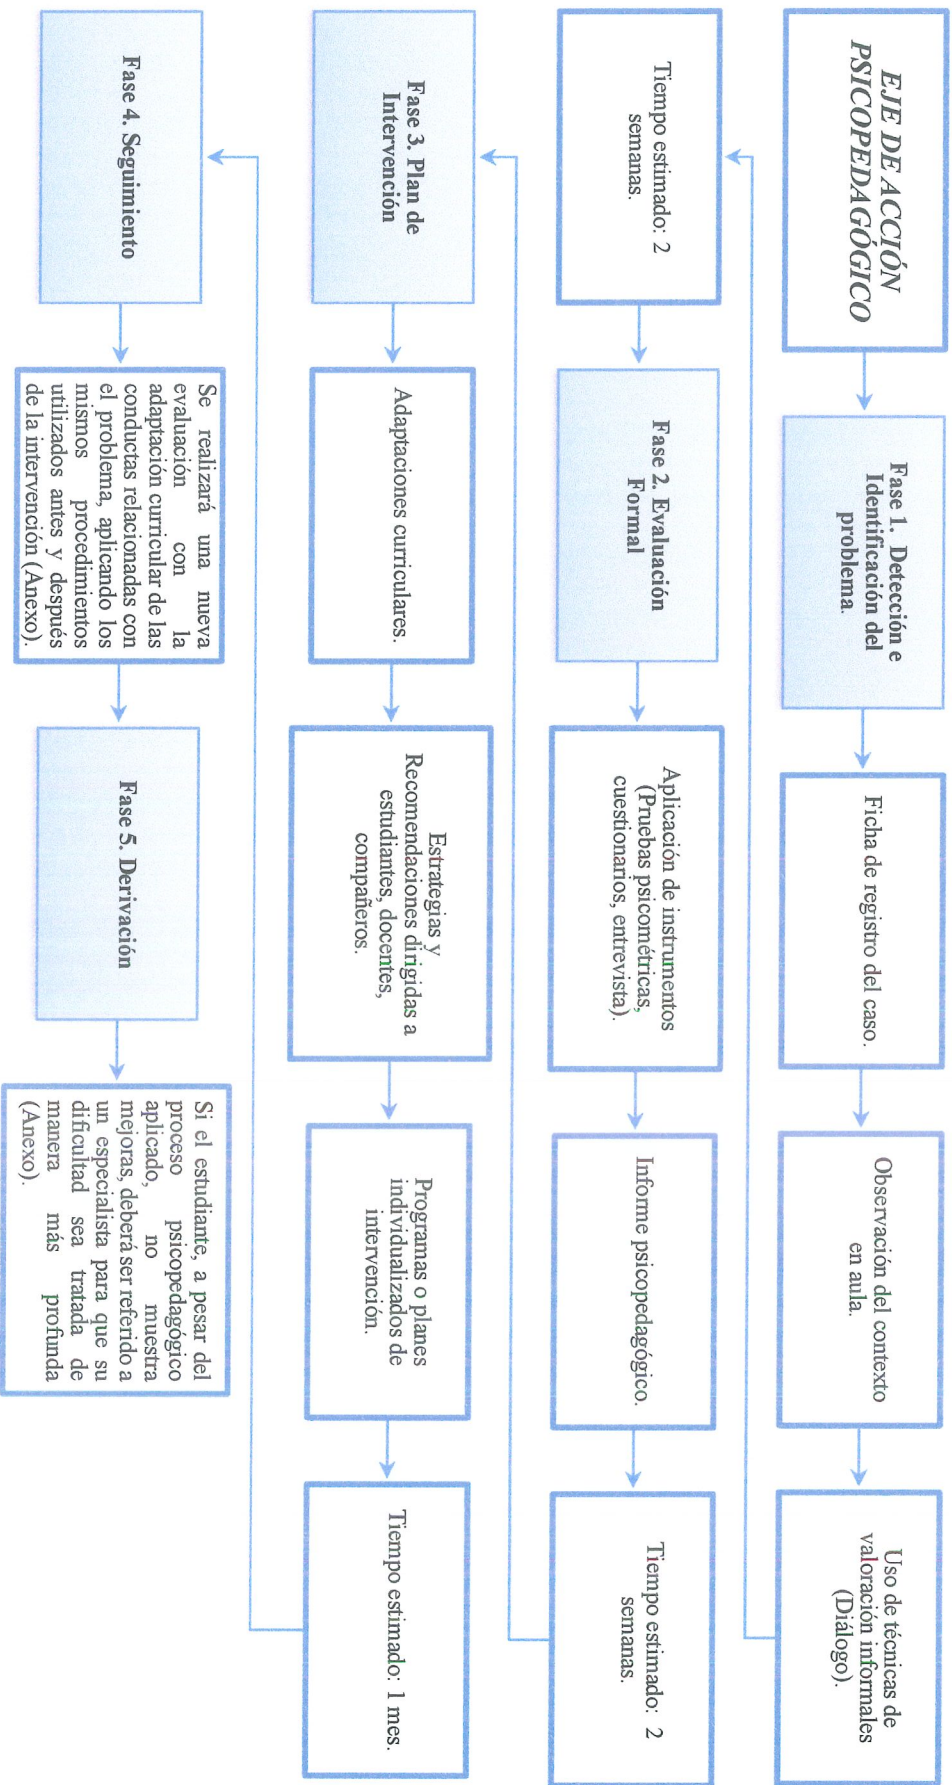 EJE DE ACCIÓN
PSICOPEDAGÓGICO
Fase 1. Detección e
Identificación del
problema.
Ficha de registro del caso.
Observación del contexto
en aula.
Uso de técnicas de
valoración informales
(Diálogo).
Tiempo estimado: 2
semanas.
Fase 2. Evaluación
Formal
Aplicación de instrumentos
(Pruebas psicométricas,
cuestionarios, entrevista).
Informe psicopedagógico.
Tiempo estimado: 2
semanas.
Fase 3. Plan de
Intervención
Adaptaciones curriculares.
Estrategias y
Recomendaciones dirigidas a
estudiantes, docentes,
compañeros.
Programas o planes
individualizados de
intervención.
Tiempo estimado: 1 mes.
Fase 4. Seguimiento
Se realizará una nueva
evaluación con la
adaptación curricular de las
conductas relacionadas con
el problema, aplicando los
mismos procedimientos
utilizados antes y después
de la intervención (Anexo).
Fase 5. Derivación
Si el estudiante, a pesar del
proceso psicopedagógico
aplicado, no muestra
mejoras, deberá ser referido a
un especialista para que su
dificultad sea tratada de
manera más profunda
(Anexo).